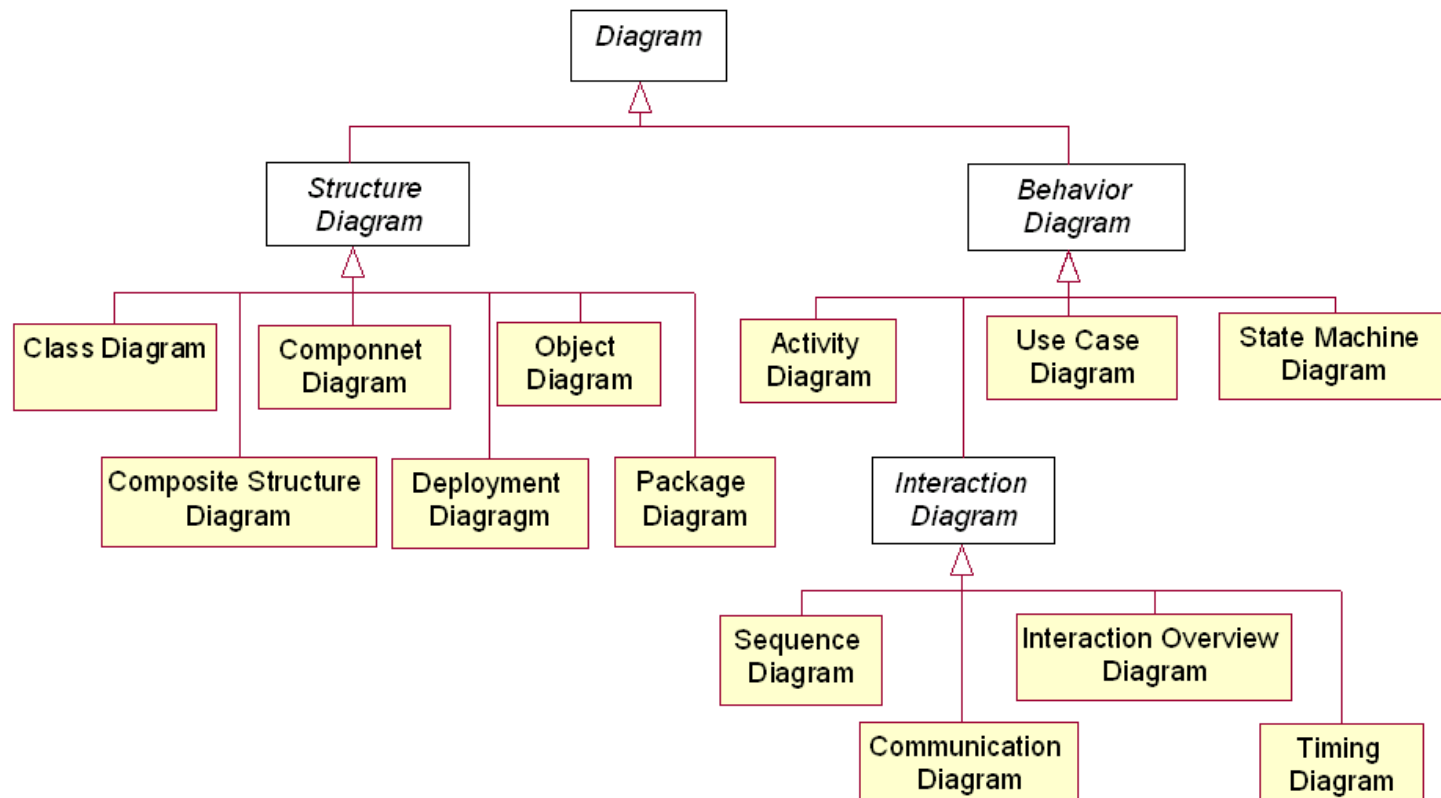 Diagram
Structure
Diagram
Behavior
Diagram
Class Diagram
Componnet
Diagram
Object
Diagram
Activity
Diagram
Use Case
Diagram
State Machine
Diagram
Composite Structure
Diagram
Deployment
Diagragm
Package
Diagram
Interaction
Diagram
Sequence
Diagram
Interaction Overview
Diagram
Communication
Diagram
Timing
Diagram